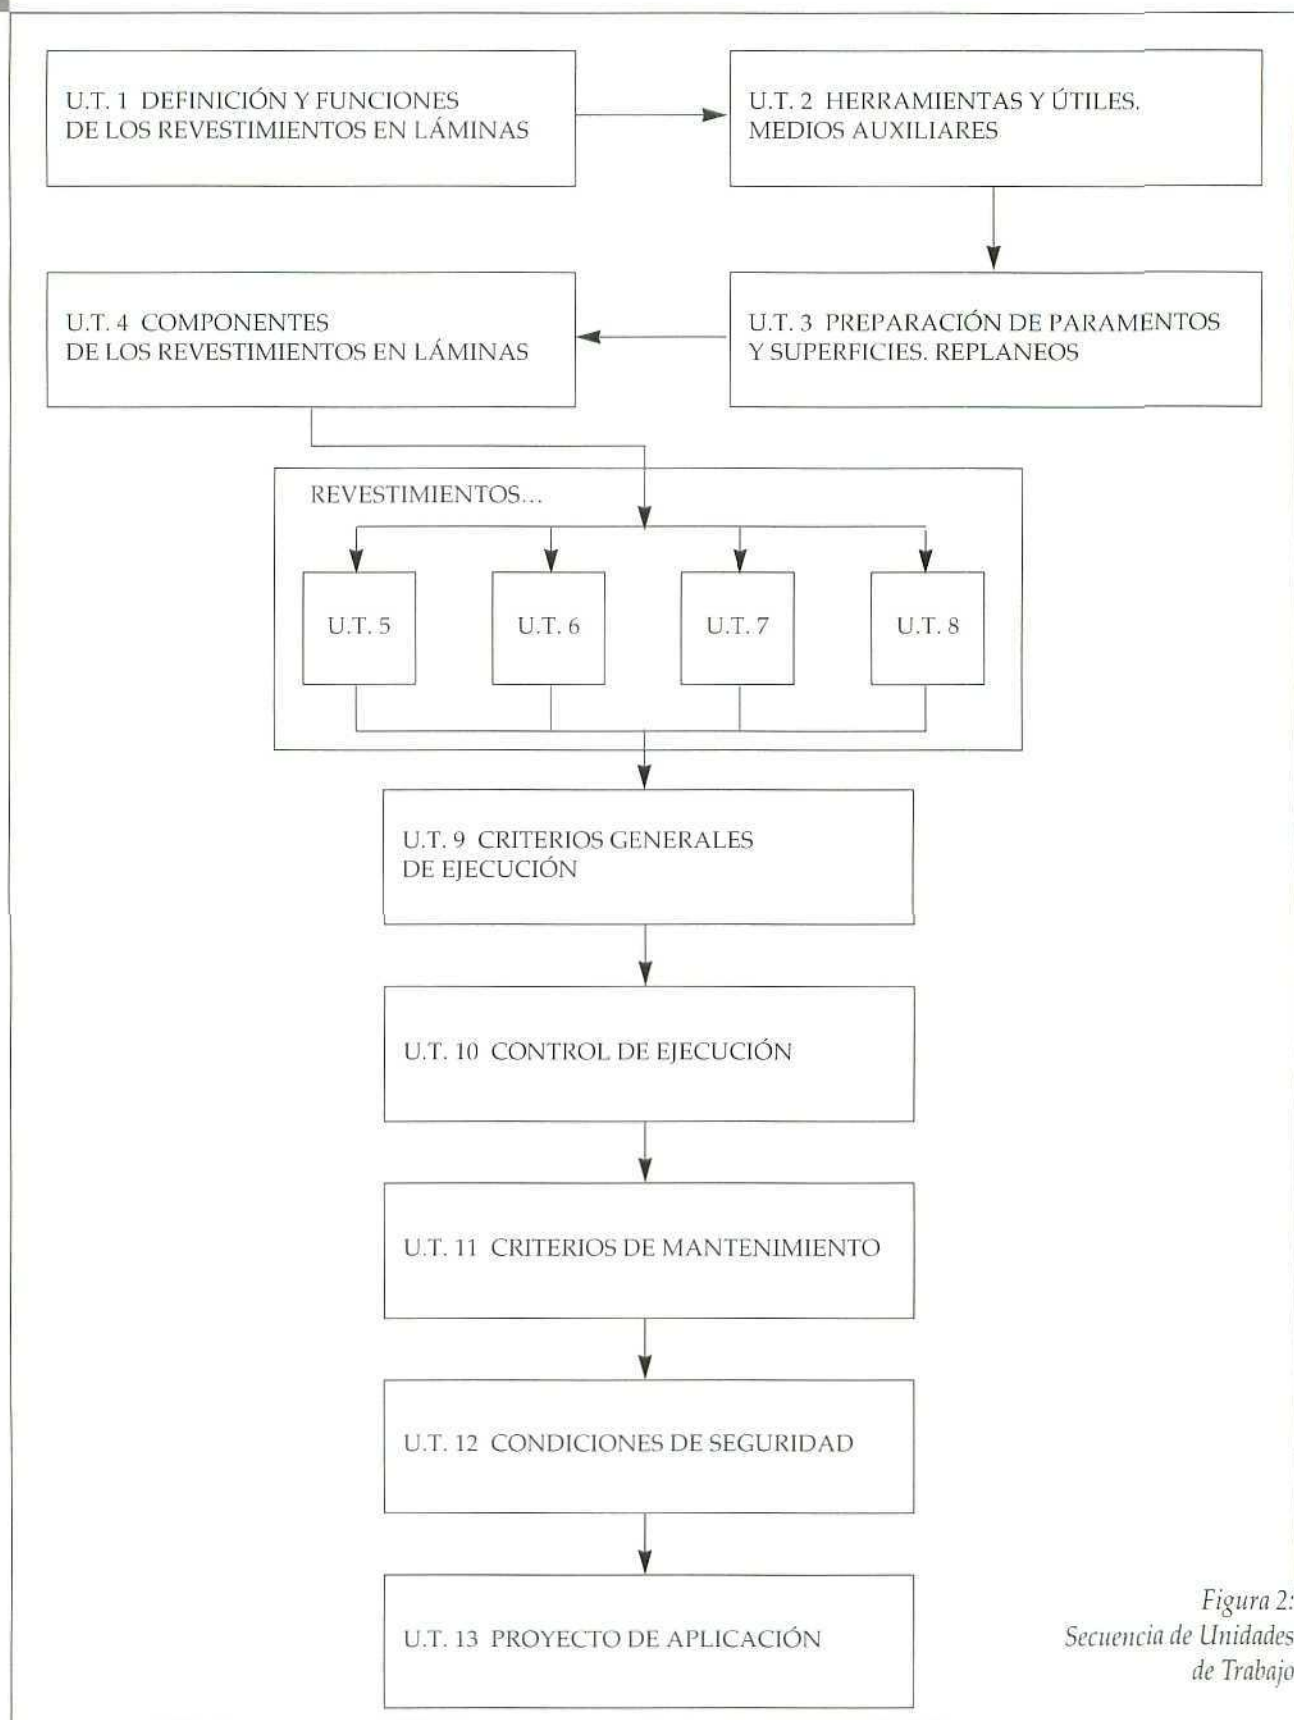 U.T. 1 DEFINICIÓN Y FUNCIONES
DE LOS REVESTIMIENTOS EN LÁMINAS
U.T. 2 HERRAMIENTAS Y ÚTILES.
MEDIOS AUXILIARES
U.T. 4 COMPONENTES
DE LOS REVESTIMIENTOS EN LÁMINAS
U.T. 3 PREPARACIÓN DE PARAMENTOS
Y SUPERFICIES. REPLANEOS
REVESTIMIENTOS...
U.T. 5
U.T. 6
U.T. 7
U.T. 8
U.T. 9 CRITERIOS GENERALES
DE EJECUCIÓN
U.T. 10 CONTROL DE EJECUCIÓN
U.T. 11 CRITERIOS DE MANTENIMIENTO
U.T. 12 CONDICIONES DE SEGURIDAD
U.T. 13 PROYECTO DE APLICACIÓN
Figura 2:
Secuencia de Unidades
de Trabajo